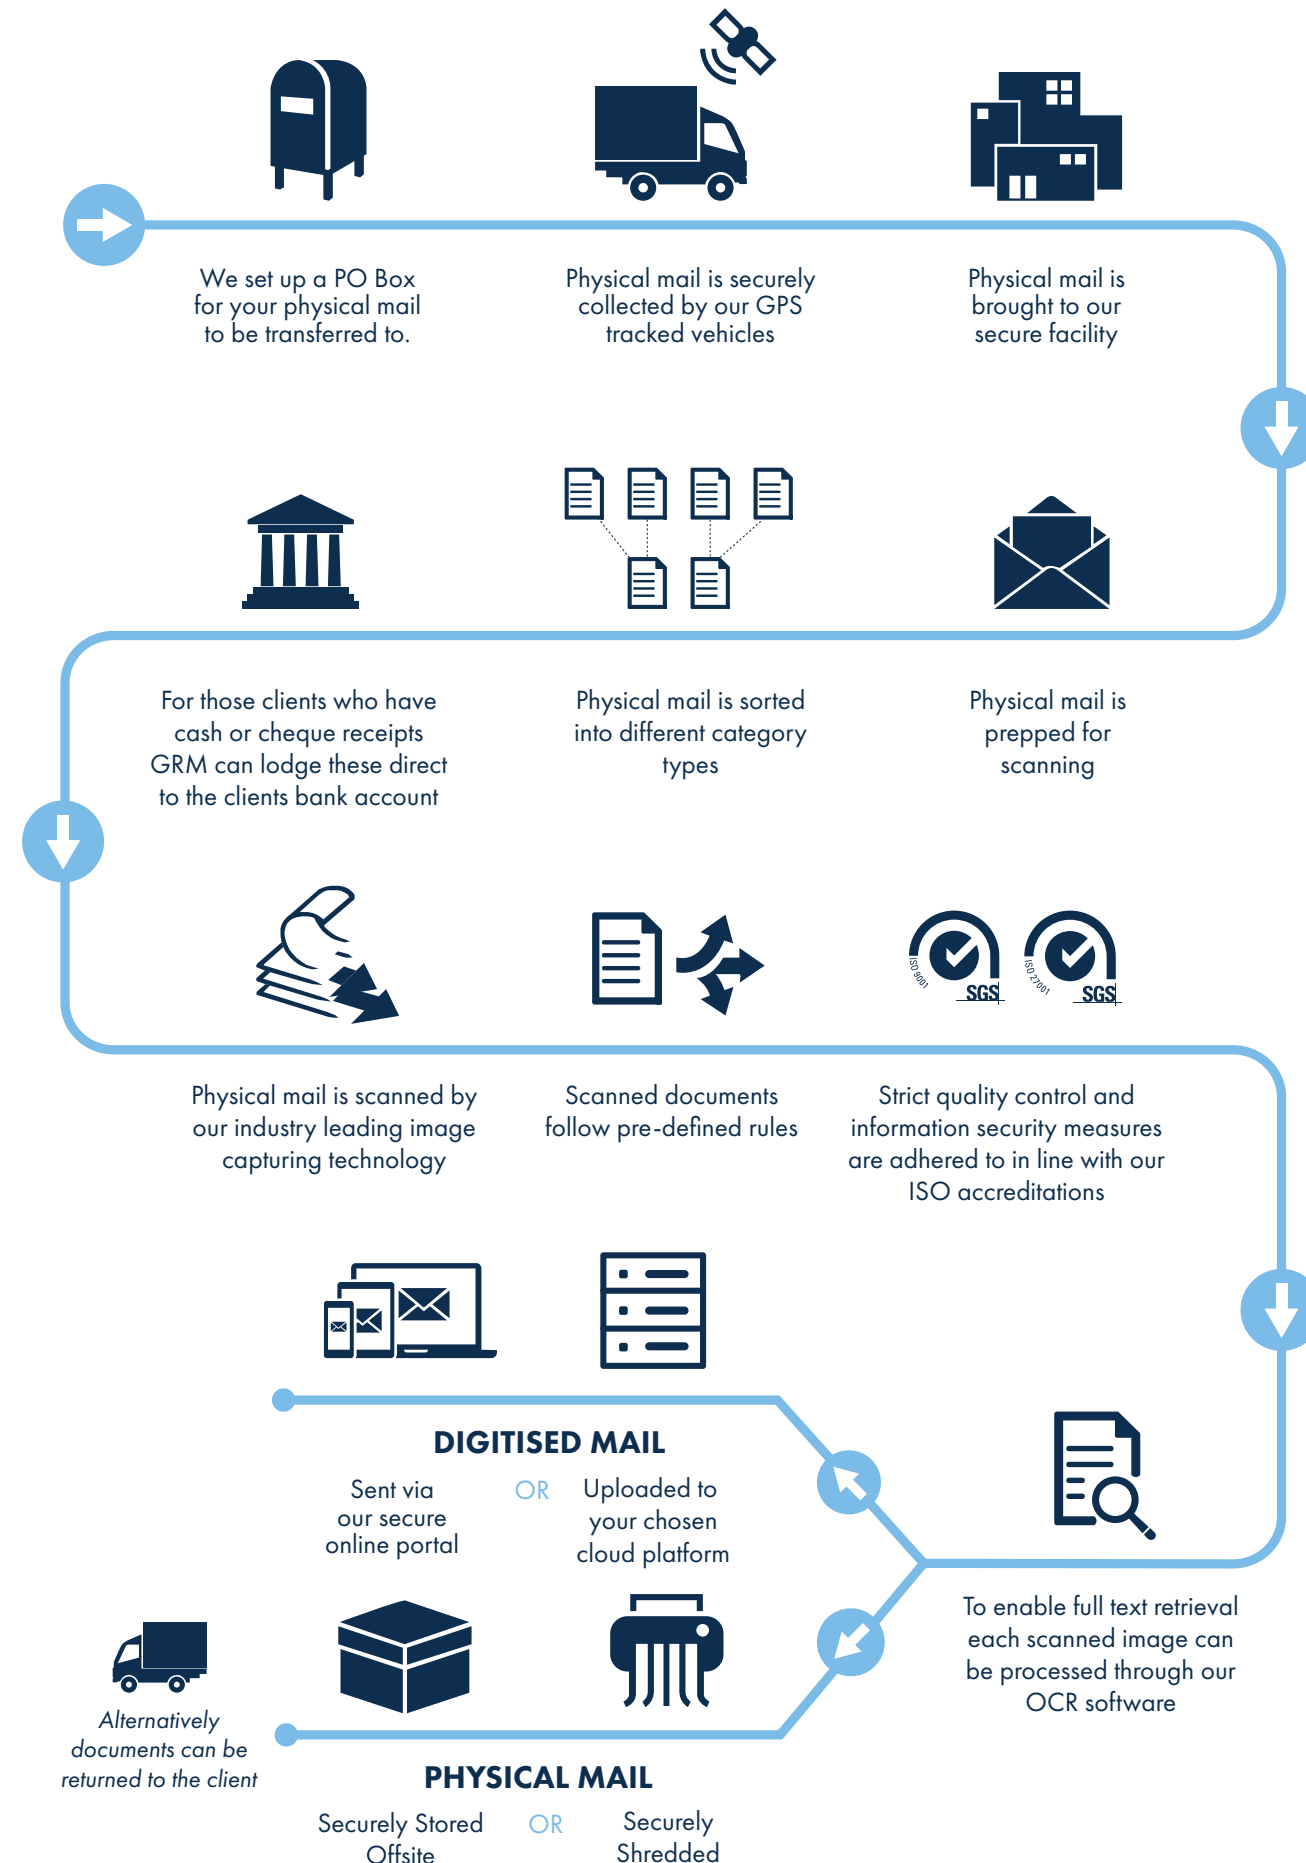 We set up a PO Box
for your physical mail
to be transferred to.
Physical mail is securely
collected by our GPS
tracked vehicles
Physical mail is
brought to our
secure facility
For those clients who have
cash or cheque receipts
GRM can lodge these direct
to the clients bank account
Physical mail is sorted
into different category
types
Physical mail is
prepped for
scanning
ISO 9001
SGS
ISO 27001
SGS
Physical mail is scanned by
our industry leading image
capturing technology
Scanned documents
follow pre-defined rules
Strict quality control and
information security measures
are adhered to in line with our
ISO accreditations
DIGITISED MAIL
Sent via
our secure
online portal
OR
Uploaded to
your chosen
cloud platform
To enable full text retrieval
each scanned image can
be processed through our
OCR software
Alternatively
documents can be
returned to the client
PHYSICAL MAIL
Securely Stored
Offsite
OR
Securely
Shredded